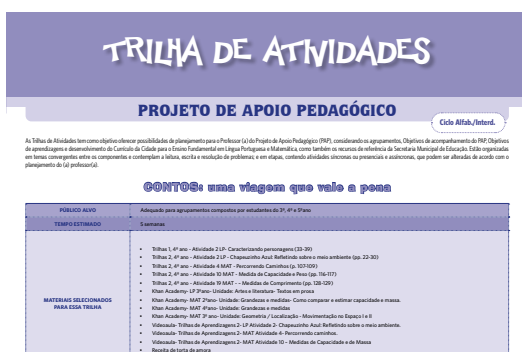 TRILHA DE ATIVIDADES
PROJETO DE APOIO PEDAGÓGICO
Ciclo Alfab./Interd.
As Trilhas de Atividades tem como objetivo oferecer possibilidades de planejamento para o Professor (a) do Projeto de Apoio Pedagógico (PAP), considerando os agrupamentos, Objetivos de acompanhamento do PAP, Objetivos
de aprendizagens e desenvolvimento do Currículo da Cidade para o Ensino Fundamental em Língua Portuguesa e Matemática, como também os recursos de referência da Secretaria Municipal de Educação. Estão organizadas
em temas convergentes entre os componentes e contemplam a leitura, escrita e resolução de problemas; e em etapas, contendo atividades síncronas ou presenciais e assíncronas, que podem ser alteradas de acordo com o
planejamento do (a) professor(a).
CONTOS: uma viagem que vale a pena
PÚBLICO ALVO Adequado para agrupamentos compostos por estudantes do 3º, 4º e 5ºano
TEMPO ESTIMADO 5 semanas
MATERIAIS SELECIONADOS
PARA ESSA TRILHA
• Trilhas 1, 4º ano - Atividade 2 LP- Caracterizando personagens (33-39)
• Trilhas 2, 4º ano - Atividade 2 LP - Chapeuzinho Azul: Refletindo sobre o meio ambiente (pp. 22-30)
• Trilhas 2, 4º ano - Atividade 4 MAT - Percorrendo Caminhos (p. 107-109)
• Trilhas 2, 4º ano - Atividade 10 MAT - Medida de Capacidade e Peso (pp. 116-117)
• Trilhas 2, 4º ano - Atividade 19 MAT - - Medidas de Comprimento (pp. 128-129)
• Khan Academy- LP 3ºano- Unidade: Artes e literatura- Textos em prosa
• Khan Academy- MAT 2ºano- Unidade: Grandezas e medidas- Como comparar e estimar capacidade e massa.
• Khan Academy- MAT 4ºano- Unidade: Grandezas e medidas
• Khan Academy- MAT 3º ano- Unidade: Geometria / Localização - Movimentação no Espaço I e II
• Videoaula- Trilhas de Aprendizagens 2- LP Atividade 2- Chapeuzinho Azul: Refletindo sobre o meio ambiente.
• Videoaula- Trilhas de Aprendizagens 2- MAT Atividade 4- Percorrendo caminhos.
• Videoaula- Trilhas de Aprendizagens 2- MAT Atividade 10 – Medidas de Capacidade e de Massa
• Receita de torta de amora